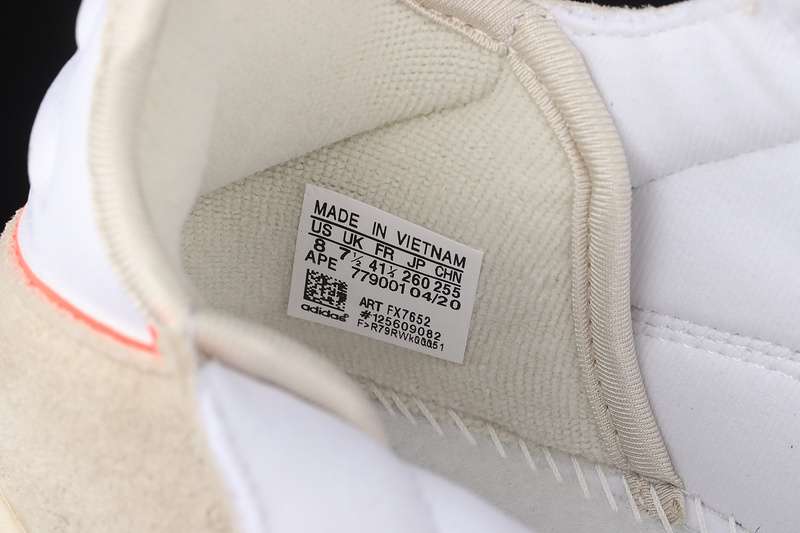 MADE IN VIETNAM
US UK FR JP CHN
8 7½ 41⅓ 260 255
APE 779001 04/20
ART FX7652
#125609082
adidas